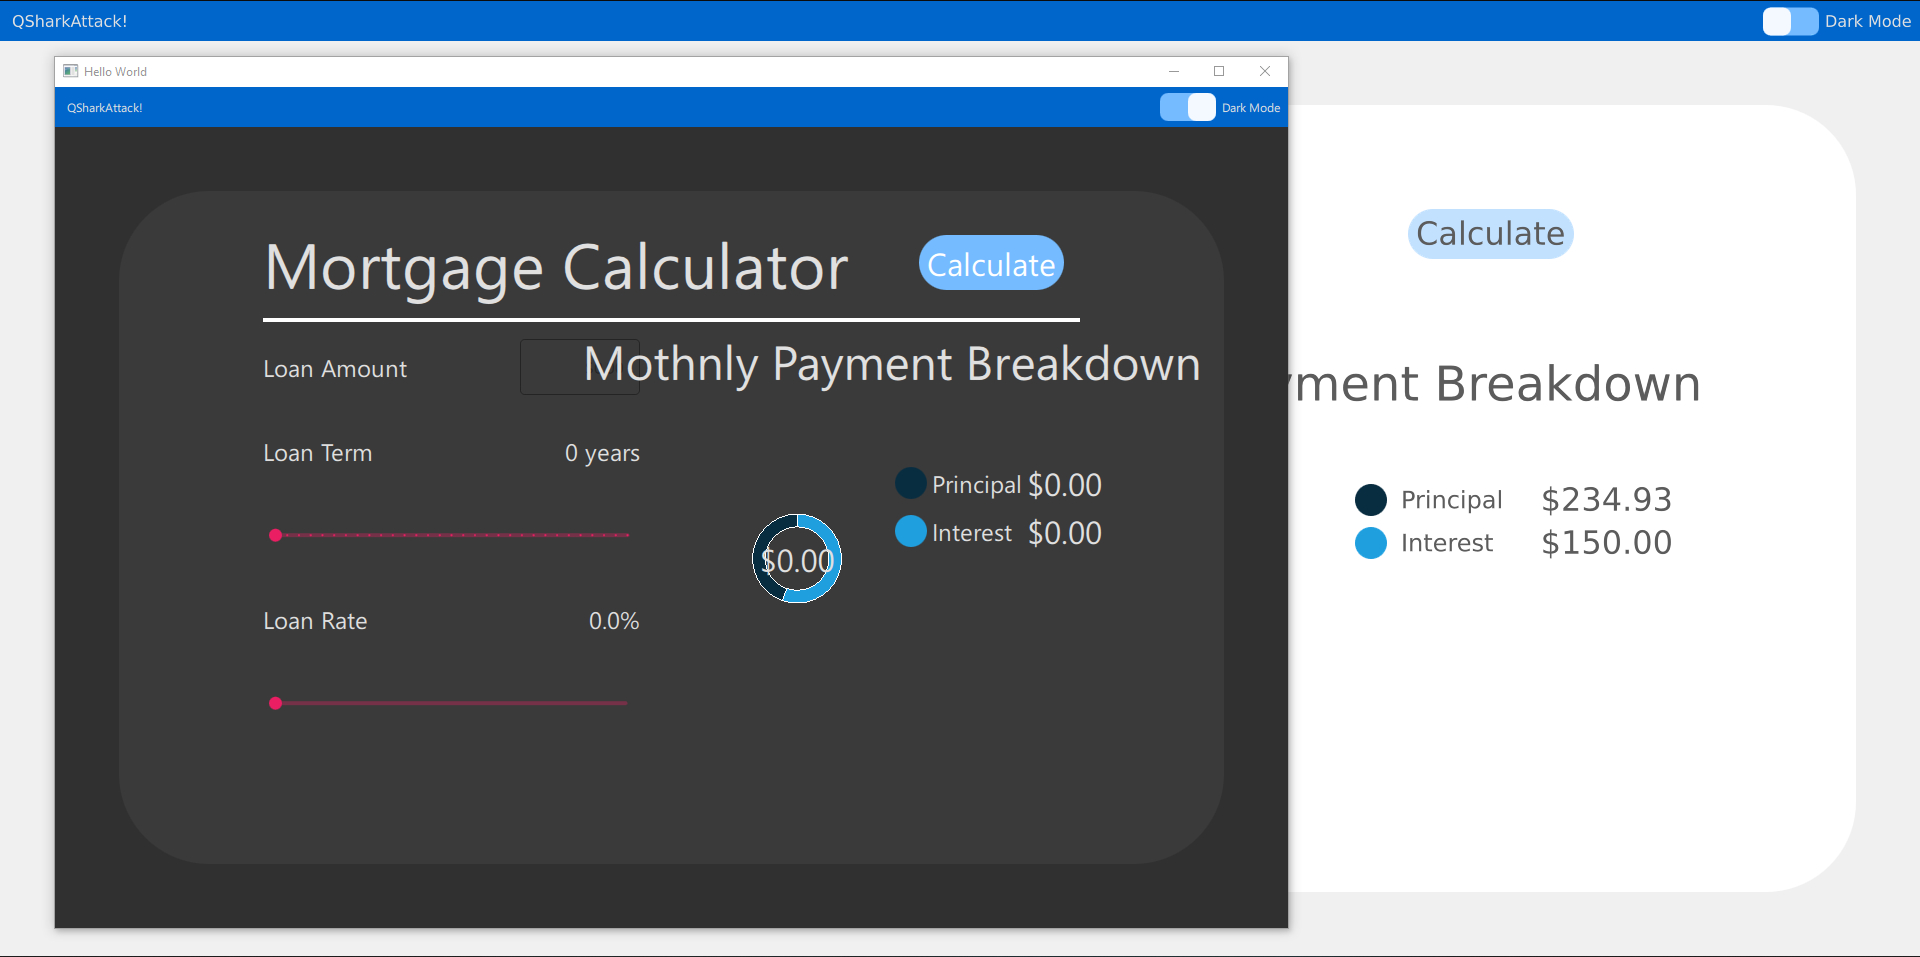 QSharkAttack!
Dark Mode
Hello World
QSharkAttack!
Dark Mode
Mortgage Calculator
Calculate
Mothnly Payment Breakdown
Loan Amount
Loan Term
0 years
Principal $0.00
Interest $0.00
$0.00
Loan Rate
0.0%
Calculate
yment Breakdown
Principal $234.93
Interest $150.00